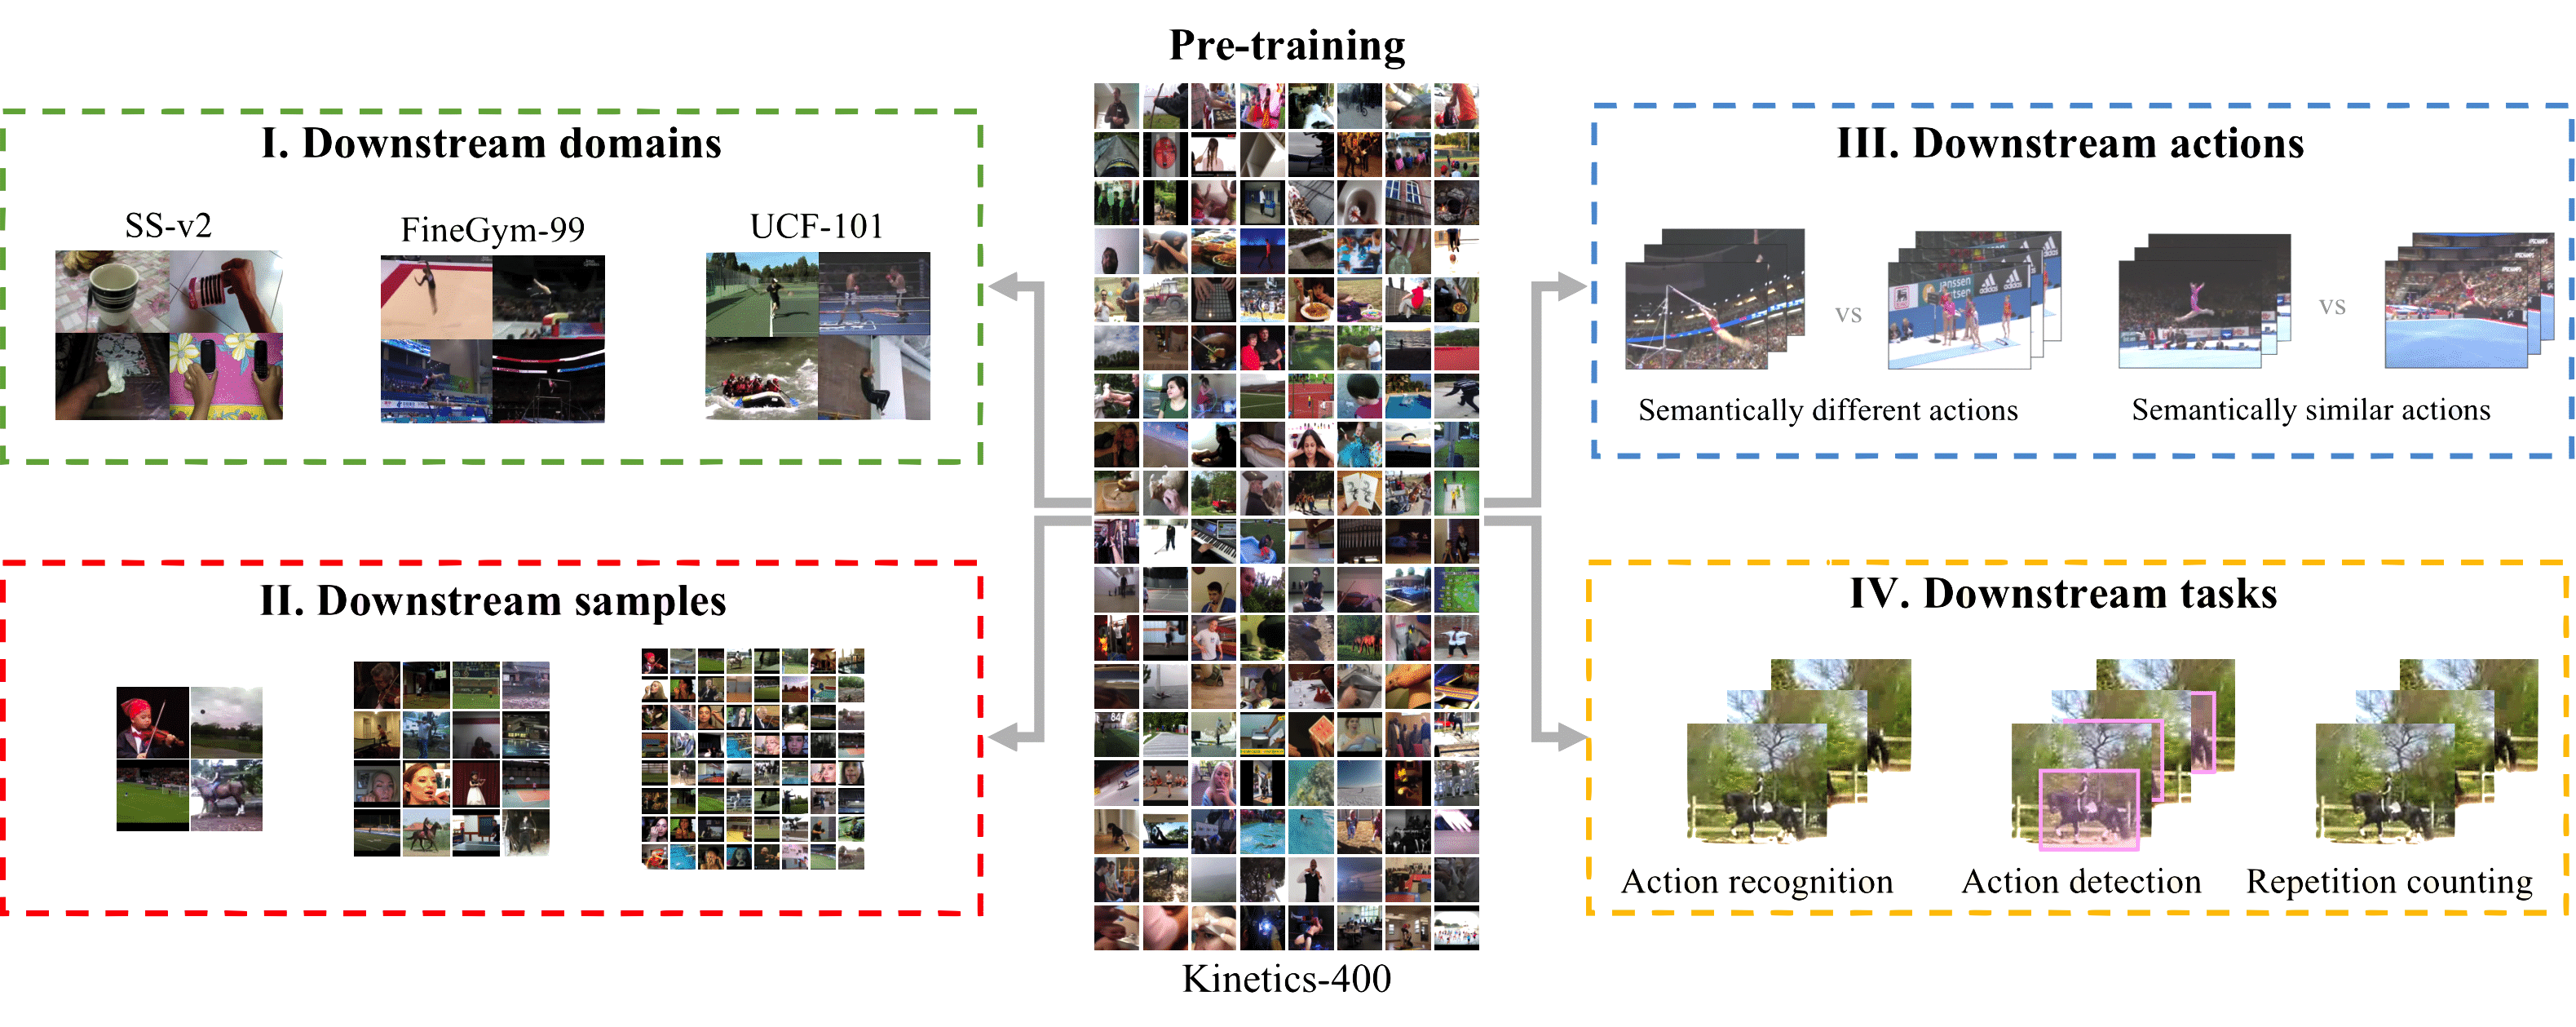 Pre-training
I. Downstream domains
SS-v2
FineGym-99
UCF-101
II. Downstream samples
Kinetics-400
III. Downstream actions
vs
vs
Semantically different actions
Semantically similar actions
IV. Downstream tasks
Action recognition
Action detection
Repetition counting